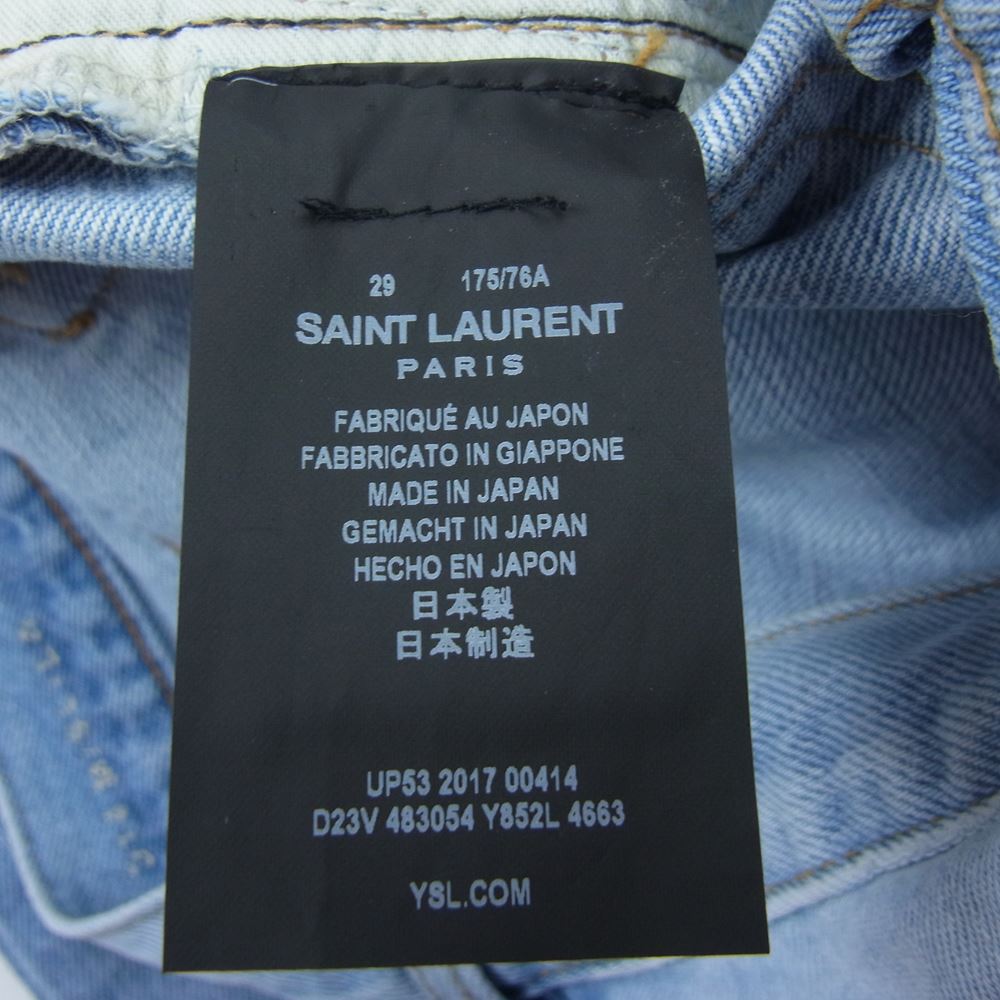 29 175/76A
SAINT LAURENT
PARIS
FABRIQUÉ AU JAPON
FABBRICATO IN GIAPPONE
MADE IN JAPAN
GEMACHT IN JAPAN
HECHO EN JAPON
日本製
日本制造
UP53 2017 00414
D23V 483054 Y852L 4663
YSL.COM